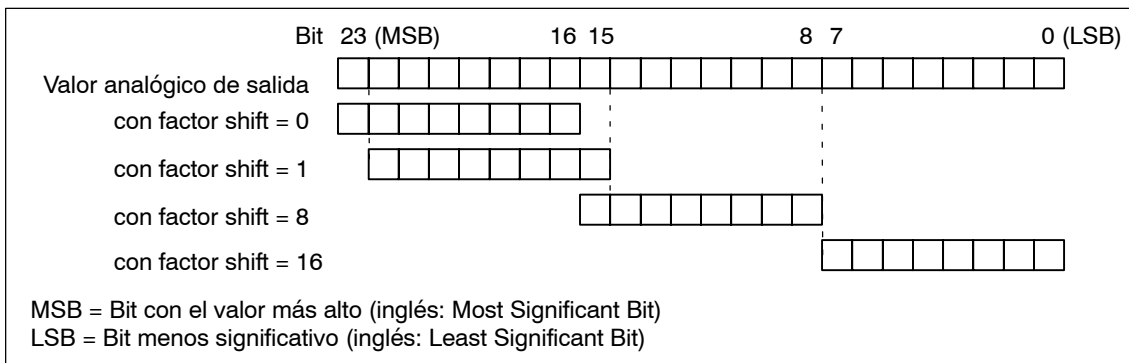 Bit 23 (MSB) 16 15 8 7 0 (LSB)
Valor analógico de salida
con factor shift = 0
con factor shift = 1
con factor shift = 8
con factor shift = 16
MSB = Bit con el valor más alto (inglés: Most Significant Bit)
LSB = Bit menos significativo (inglés: Least Significant Bit)